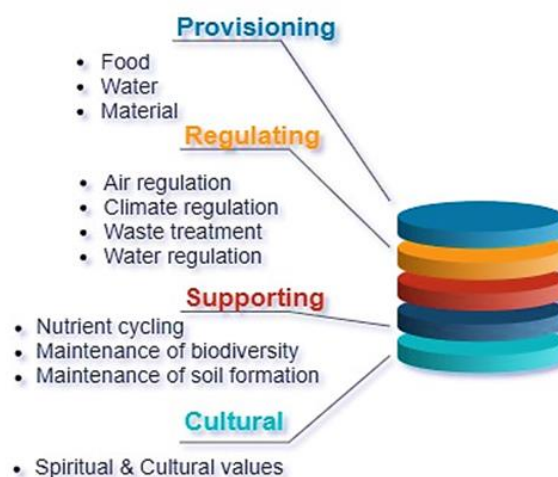 Provisioning
• Food
• Water
• Material
Regulating
• Air regulation
• Climate regulation
• Waste treatment
• Water regulation
Supporting
• Nutrient cycling
• Maintenance of biodiversity
• Maintenance of soil formation
Cultural
• Spiritual & Cultural values